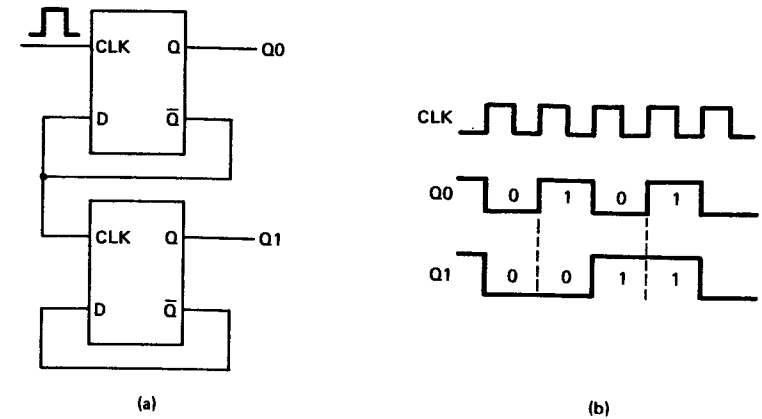 CLK Q Q0
D Q̅
CLK Q Q1
D Q̅
(a)
CLK
Q0 0 1 0 1
Q1 0 0 1 1
(b)